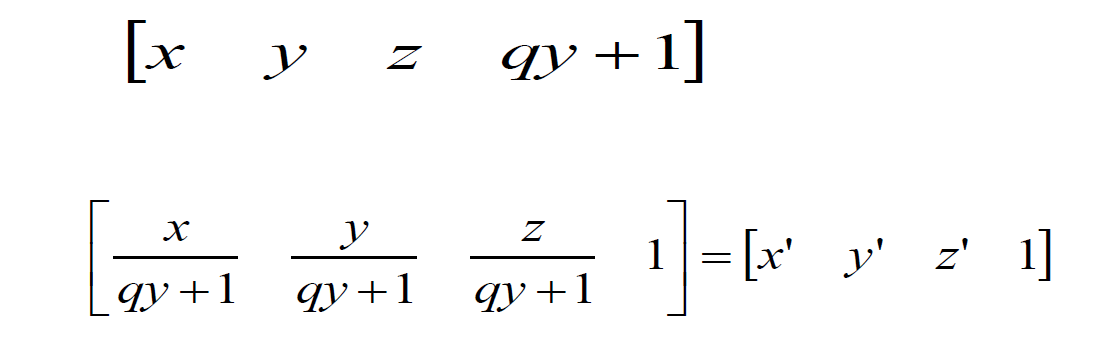 [x y z qy + 1]
[x/(qy + 1) y/(qy + 1) z/(qy + 1) 1] = [x' y' z' 1]